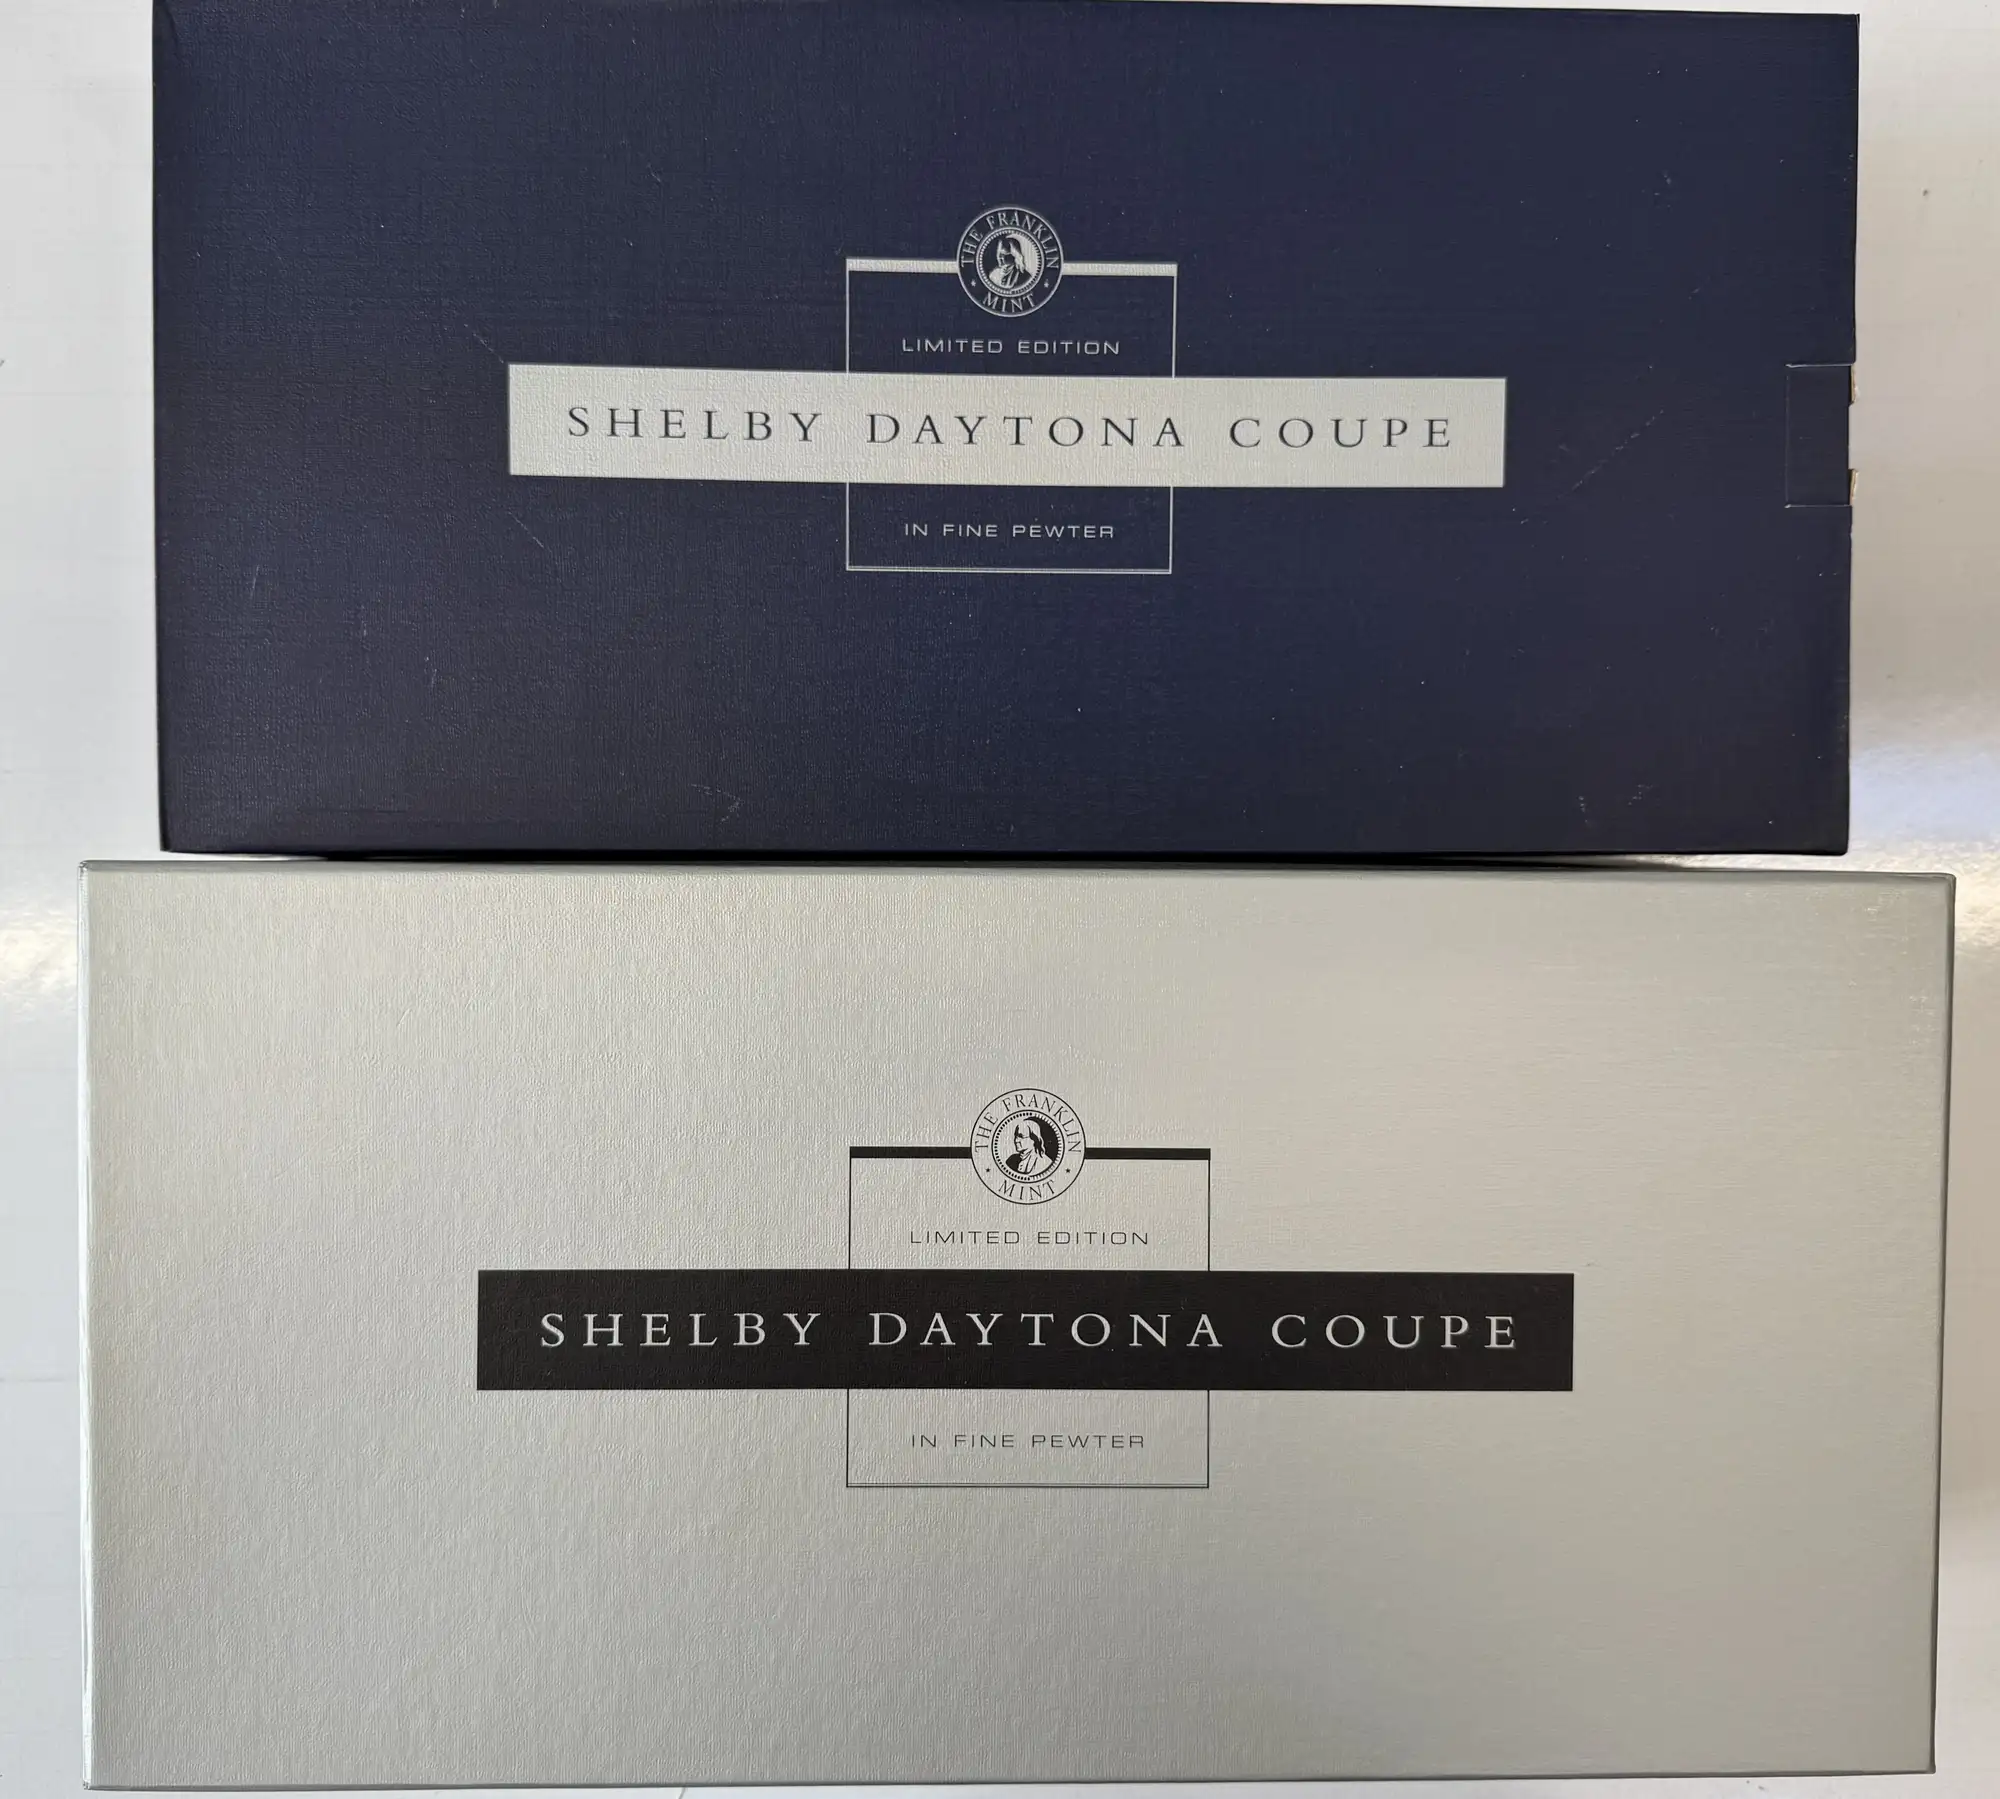 THE FRANKLIN MINT
LIMITED EDITION
SHELBY DAYTONA COUPE
IN FINE PEWTER
THE FRANKLIN MINT
LIMITED EDITION
SHELBY DAYTONA COUPE
IN FINE PEWTER